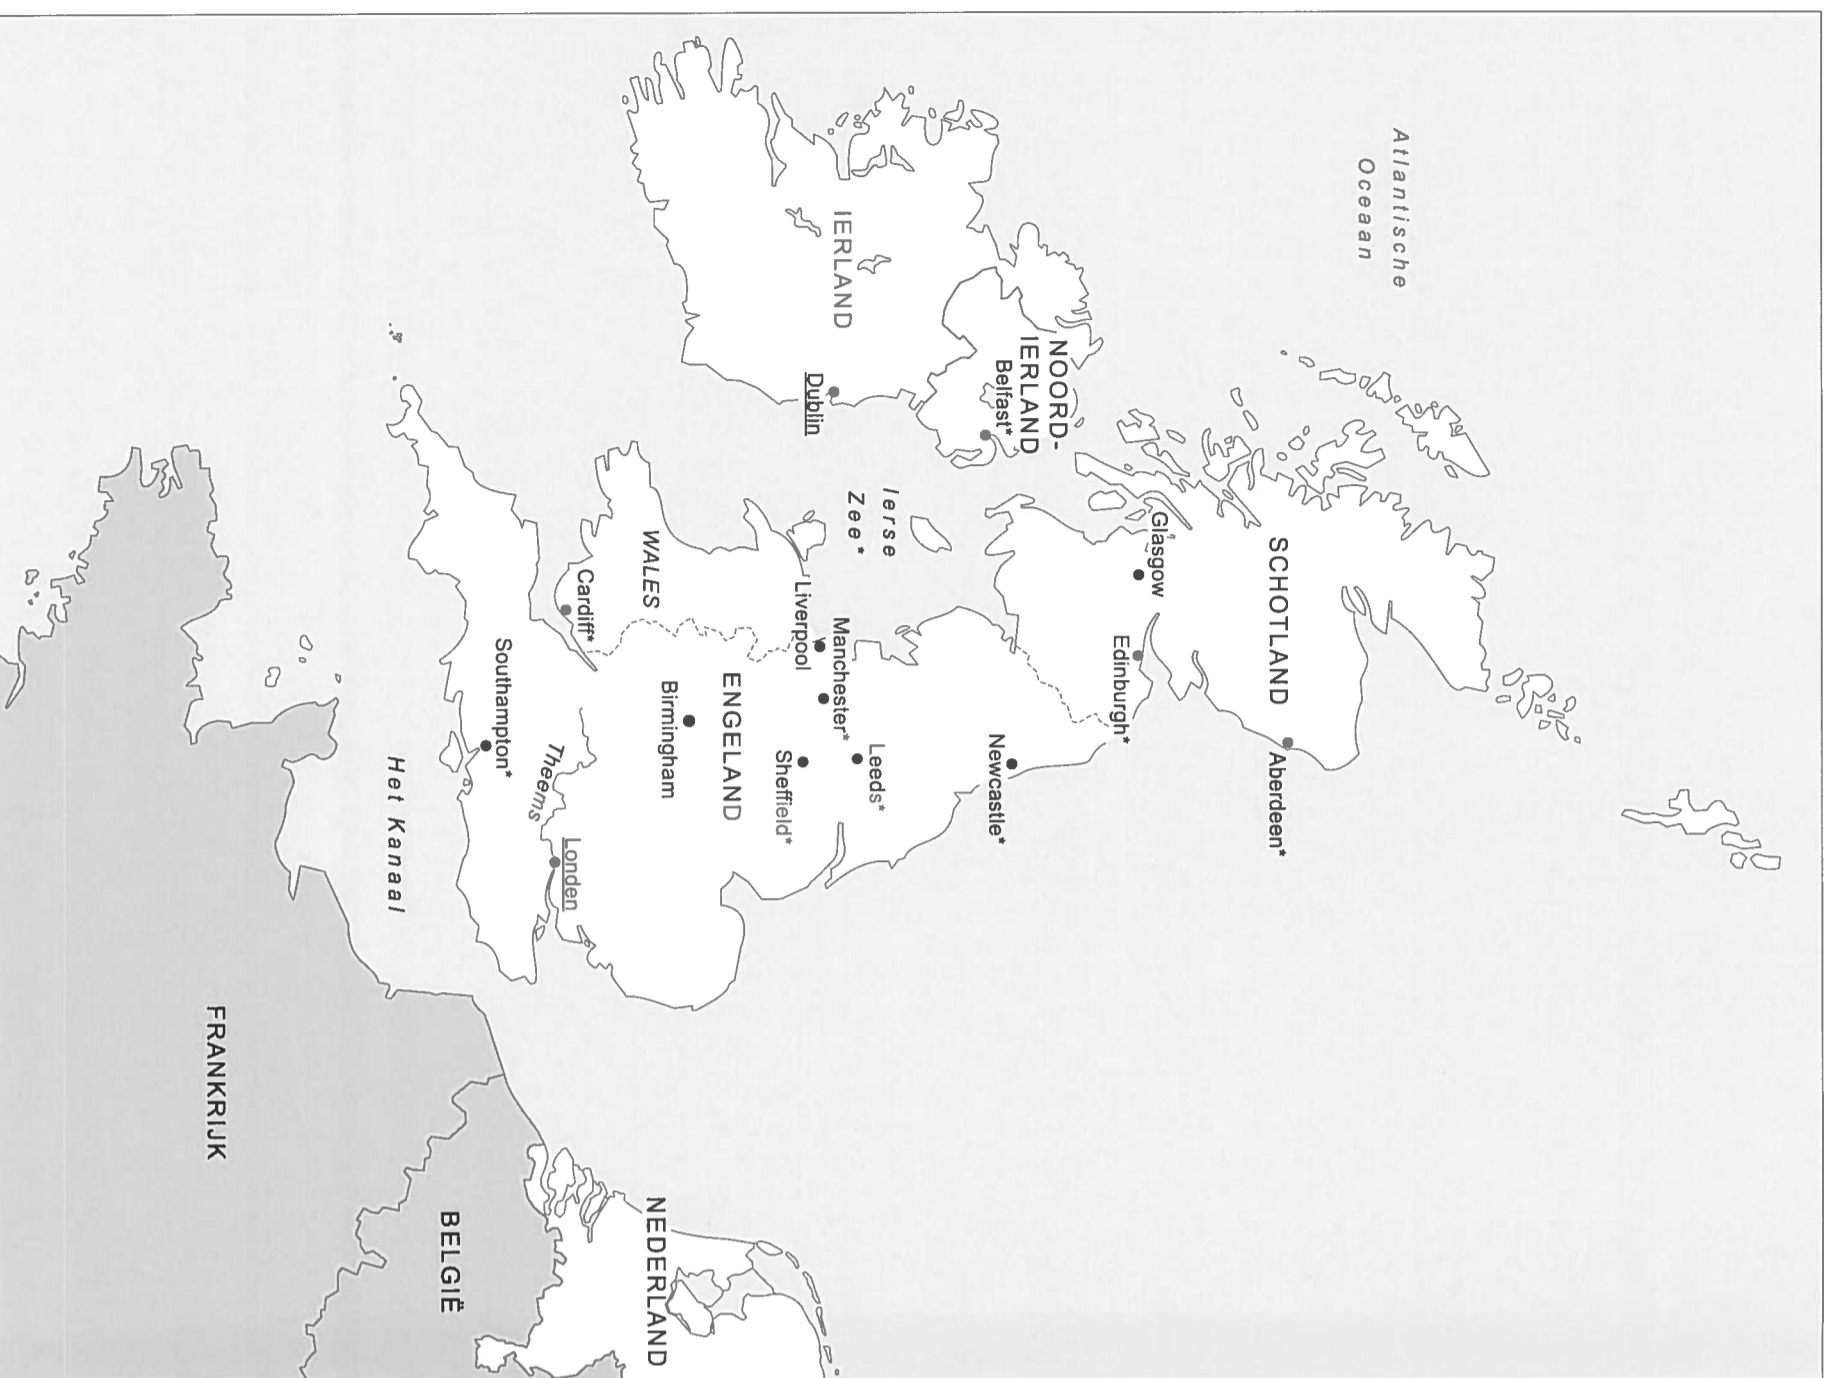 Atlantische
Oceaan
SCHOTLAND
Aberdeen*
Glasgow
Edinburgh*
NOORD-
IERLAND
Belfast*
Newcastle*
Ierse
Zee*
IERLAND
Dublin
Leeds*
Manchester*
Liverpool
Sheffield*
ENGELAND
Birmingham
WALES
Cardiff*
Theems
Londen
Southampton*
Het Kanaal
NEDERLAND
BELGIË
FRANKRIJK